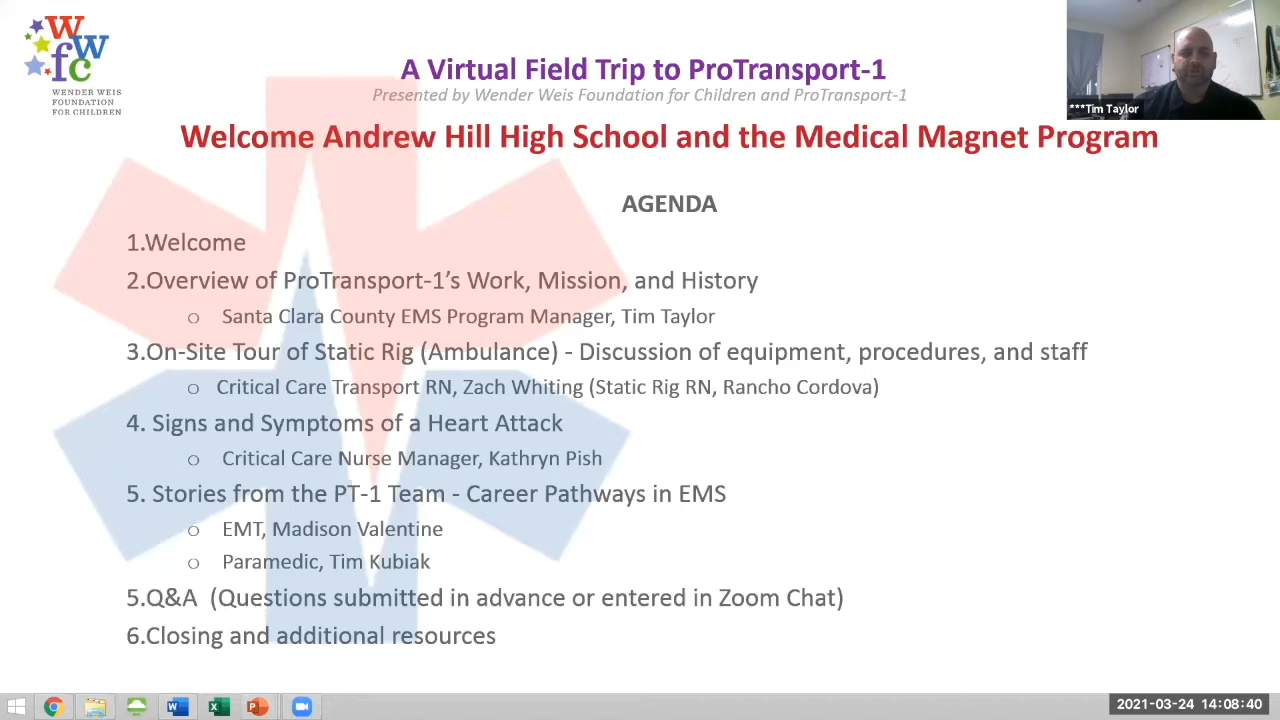 w
w
fc
WENDER WEIS
FOUNDATION
FOR CHILDREN
A Virtual Field Trip to ProTransport-1
Presented by Wender Weis Foundation for Children and ProTransport-1
***Tim Taylor
Welcome Andrew Hill High School and the Medical Magnet Program
AGENDA
1.Welcome
2.Overview of ProTransport-1’s Work, Mission, and History
○ Santa Clara County EMS Program Manager, Tim Taylor
3.On-Site Tour of Static Rig (Ambulance) - Discussion of equipment, procedures, and staff
○ Critical Care Transport RN, Zach Whiting (Static Rig RN, Rancho Cordova)
4. Signs and Symptoms of a Heart Attack
○ Critical Care Nurse Manager, Kathryn Pish
5. Stories from the PT-1 Team - Career Pathways in EMS
○ EMT, Madison Valentine
○ Paramedic, Tim Kubiak
5.Q&A (Questions submitted in advance or entered in Zoom Chat)
6.Closing and additional resources
2021-03-24 14:08:40